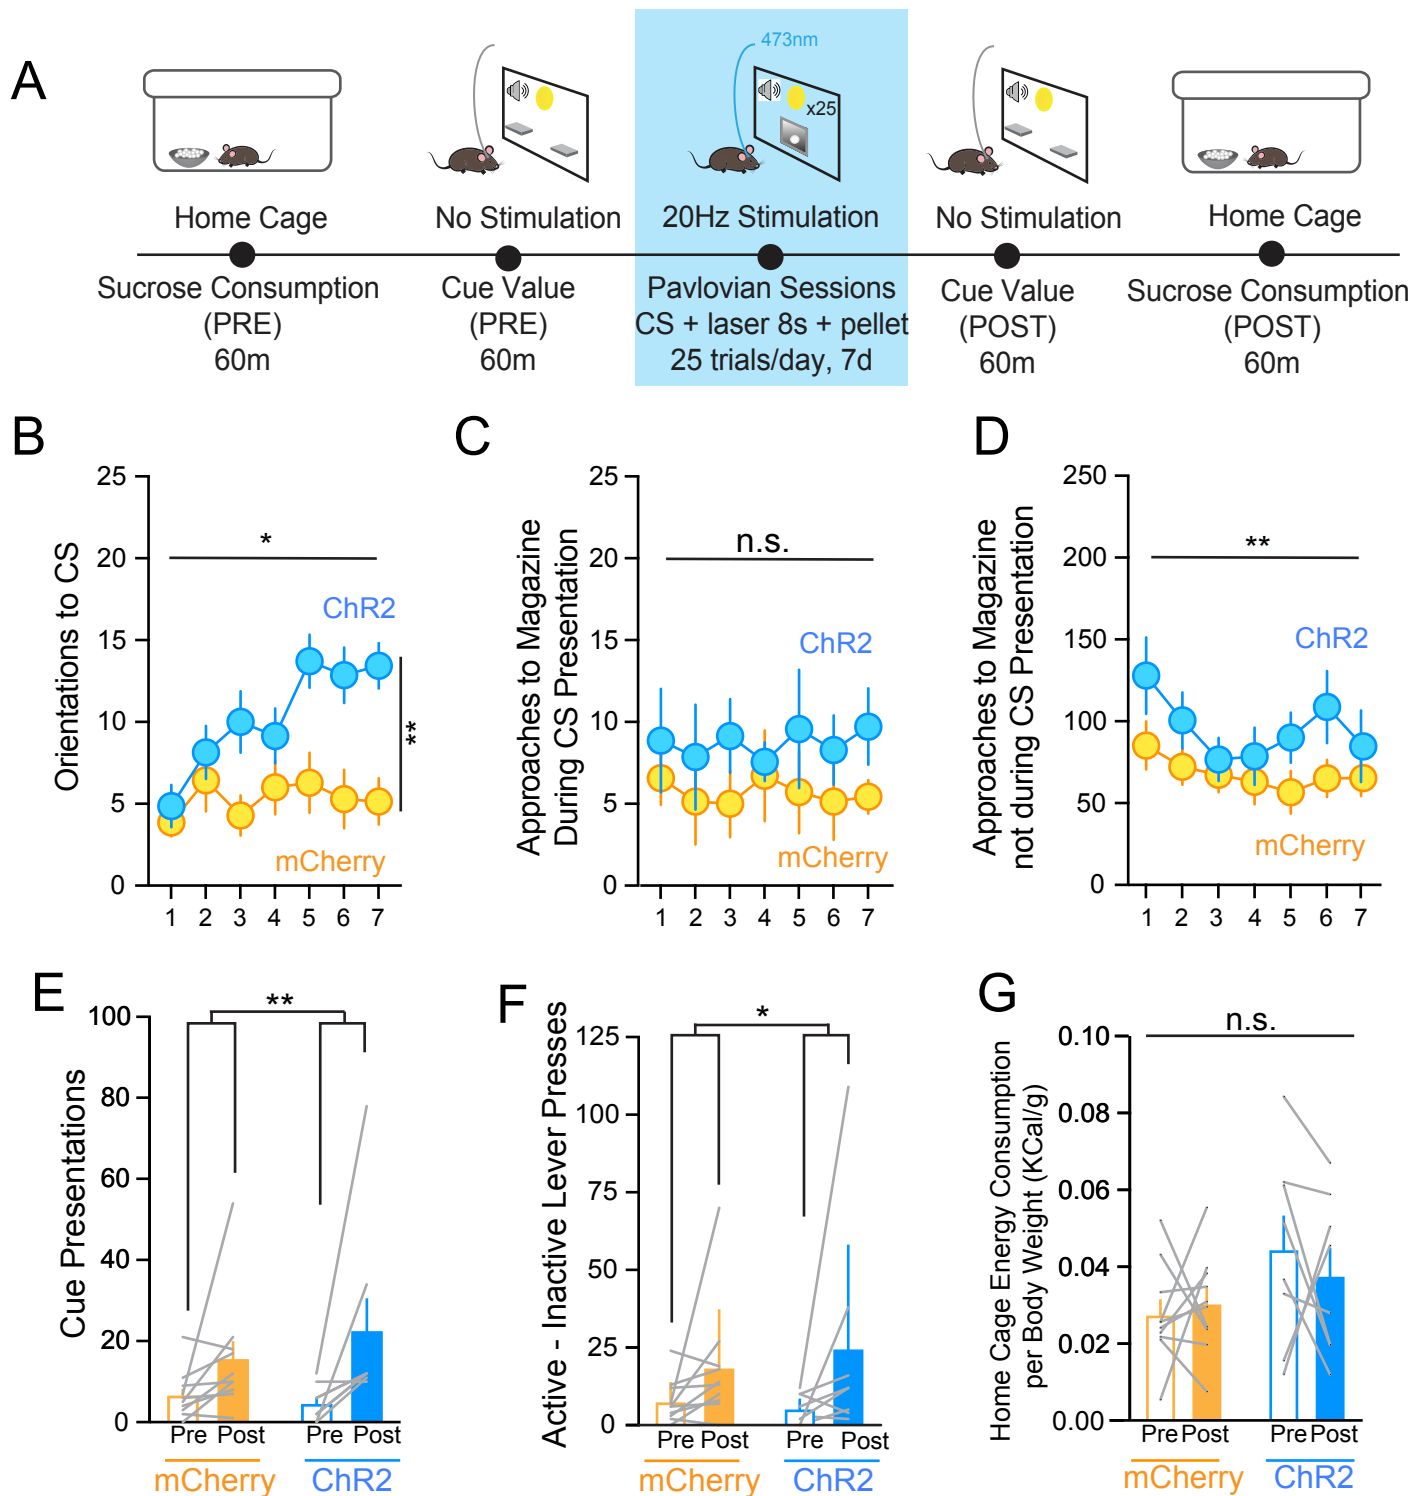 A
473nm
x25
Home Cage
No Stimulation
20Hz Stimulation
No Stimulation
Home Cage
Sucrose Consumption
(PRE)
60m
Cue Value
(PRE)
60m
Pavlovian Sessions
CS + laser 8s + pellet
25 trials/day, 7d
Cue Value
(POST)
60m
Sucrose Consumption
(POST)
60m
B
Orientations to CS
25
20
15
10
5
0
*
ChR2
**
mCherry
1 2 3 4 5 6 7
C
Approaches to Magazine
During CS Presentation
25
20
15
10
5
0
n.s.
ChR2
mCherry
1 2 3 4 5 6 7
D
Approaches to Magazine
not during CS Presentation
250
200
150
100
50
0
**
ChR2
mCherry
1 2 3 4 5 6 7
E
Cue Presentations
100
80
60
40
20
0
**
Pre Post Pre Post
mCherry ChR2
F
Active - Inactive Lever Presses
125
100
75
50
25
0
*
Pre Post Pre Post
mCherry ChR2
G
Home Cage Energy Consumption
per Body Weight (KCal/g)
0.10
0.08
0.06
0.04
0.02
0.00
n.s.
Pre Post Pre Post
mCherry ChR2